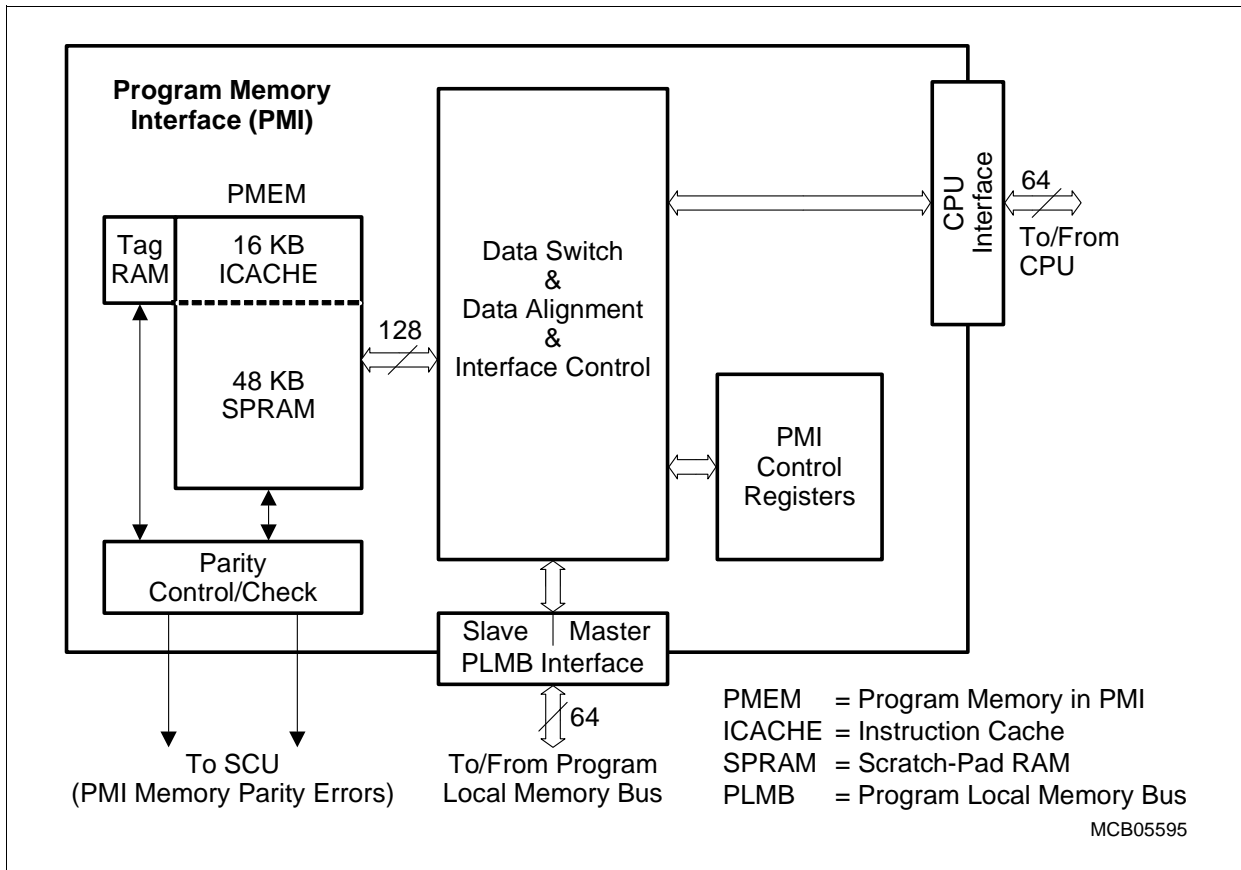 Program Memory
Interface (PMI)
PMEM
Tag
RAM
16 KB
ICACHE
48 KB
SPRAM
128
Data Switch
&
Data Alignment
&
Interface Control
CPU
Interface
64
To/From
CPU
PMI
Control
Registers
Parity
Control/Check
Slave Master
PLMB Interface
64
To SCU
(PMI Memory Parity Errors)
To/From Program
Local Memory Bus
PMEM = Program Memory in PMI
ICACHE = Instruction Cache
SPRAM = Scratch-Pad RAM
PLMB = Program Local Memory Bus
MCB05595